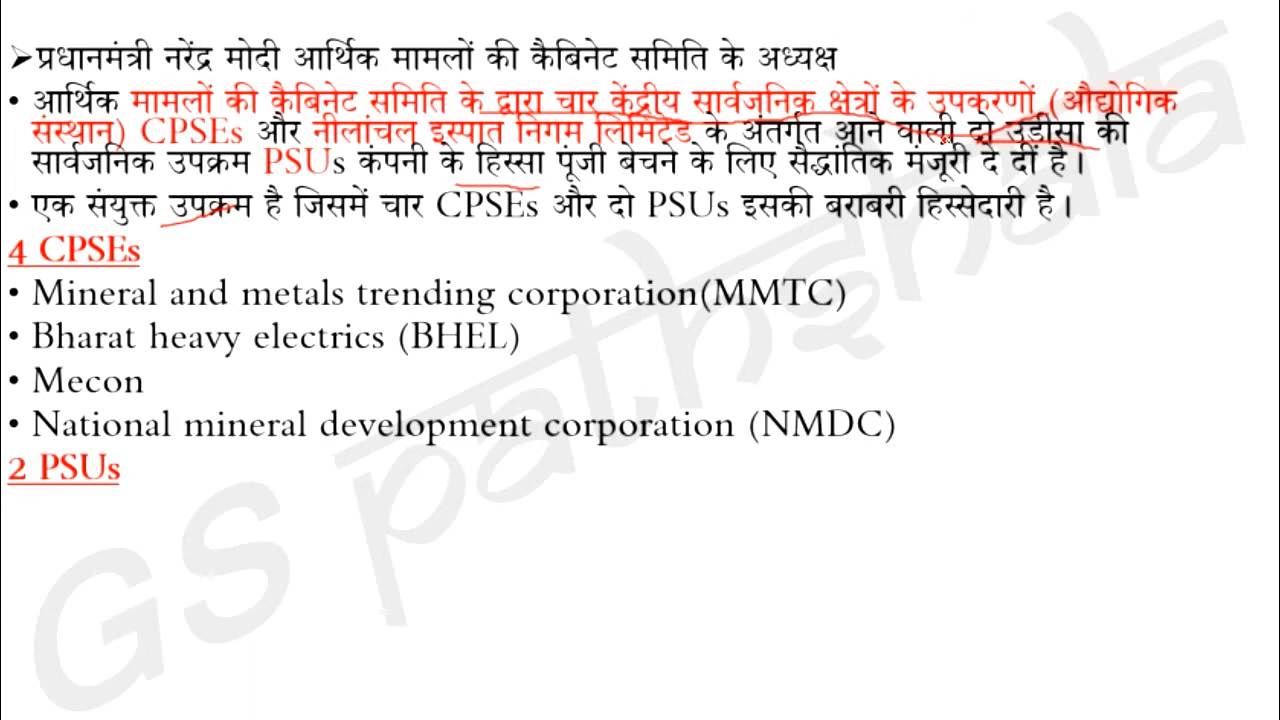 ➢प्रधानमंत्री नरेंद्र मोदी आर्थिक मामलों की कैबिनेट समिति के अध्यक्ष
• आर्थिक मामलों की कैबिनेट समिति के द्वारा चार केंद्रीय सार्वजनिक क्षेत्रों के उपकरणों (औद्योगिक
संस्थान) CPSEs और नीलांचल इस्पात निगम लिमिटेड के अंतर्गत आने वाली दो उड़ीसा की
सार्वजनिक उपक्रम PSUs कंपनी के हिस्सा पूंजी बेचने के लिए सैद्धांतिक मंजूरी दे दी है।
• एक संयुक्त उपक्रम है जिसमें चार CPSEs और दो PSUs इसकी बराबरी हिस्सेदारी है।
4 CPSEs
• Mineral and metals trending corporation(MMTC)
• Bharat heavy electrics (BHEL)
• Mecon
• National mineral development corporation (NMDC)
2 PSUs
GS pathshala